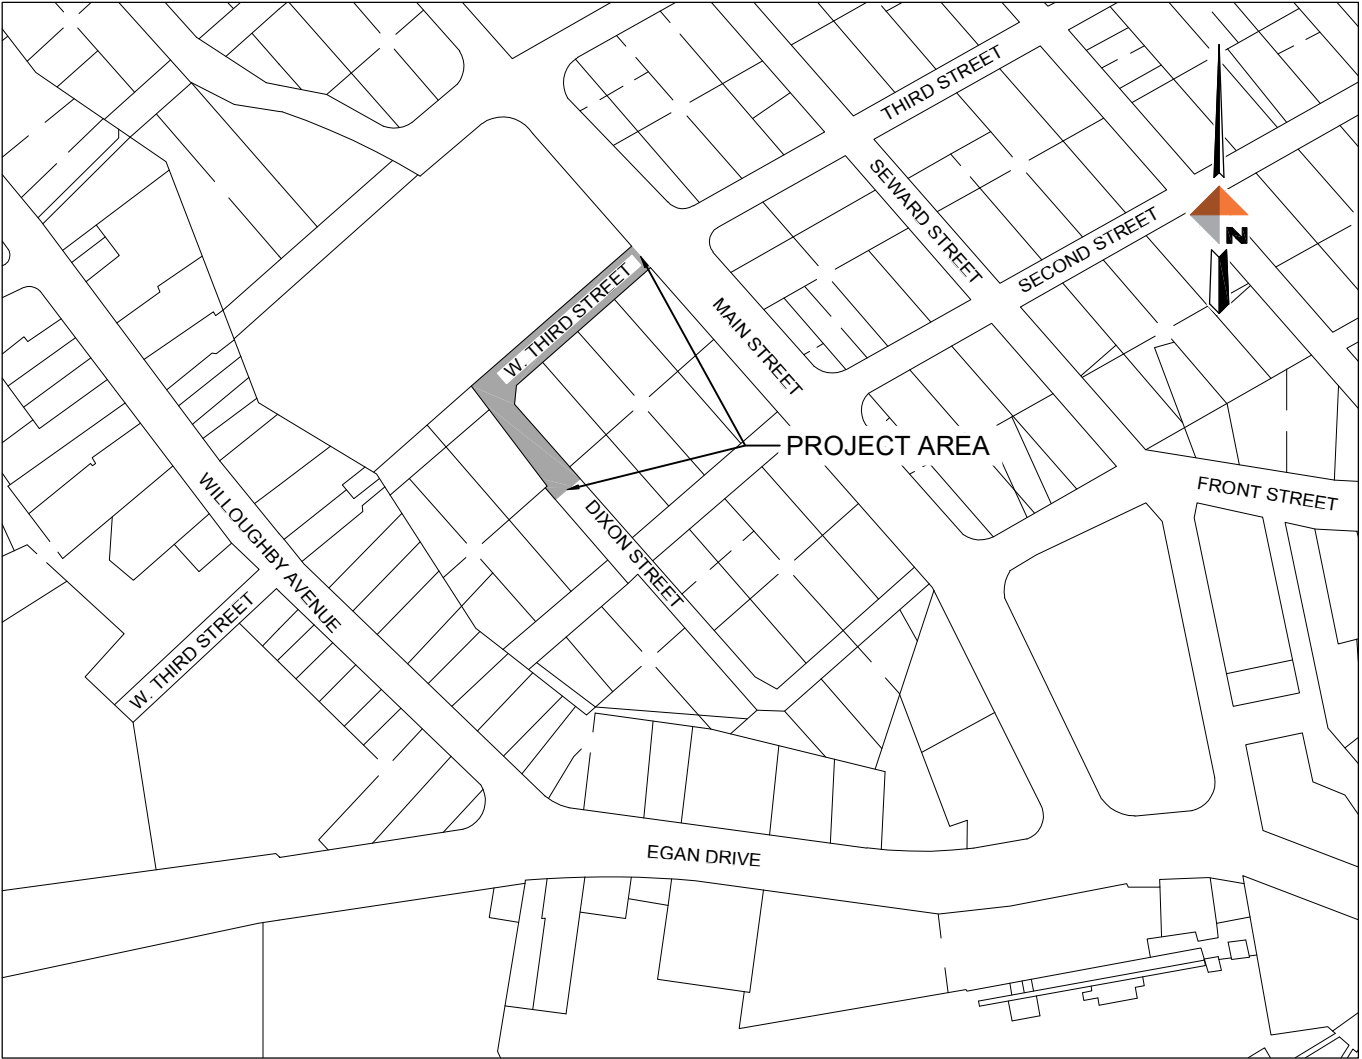 THIRD STREET
SEWARD STREET
SECOND STREET
N
W. THIRD STREET
MAIN STREET
PROJECT AREA
FRONT STREET
WILLOUGHBY AVENUE
DIXON STREET
W. THIRD STREET
EGAN DRIVE